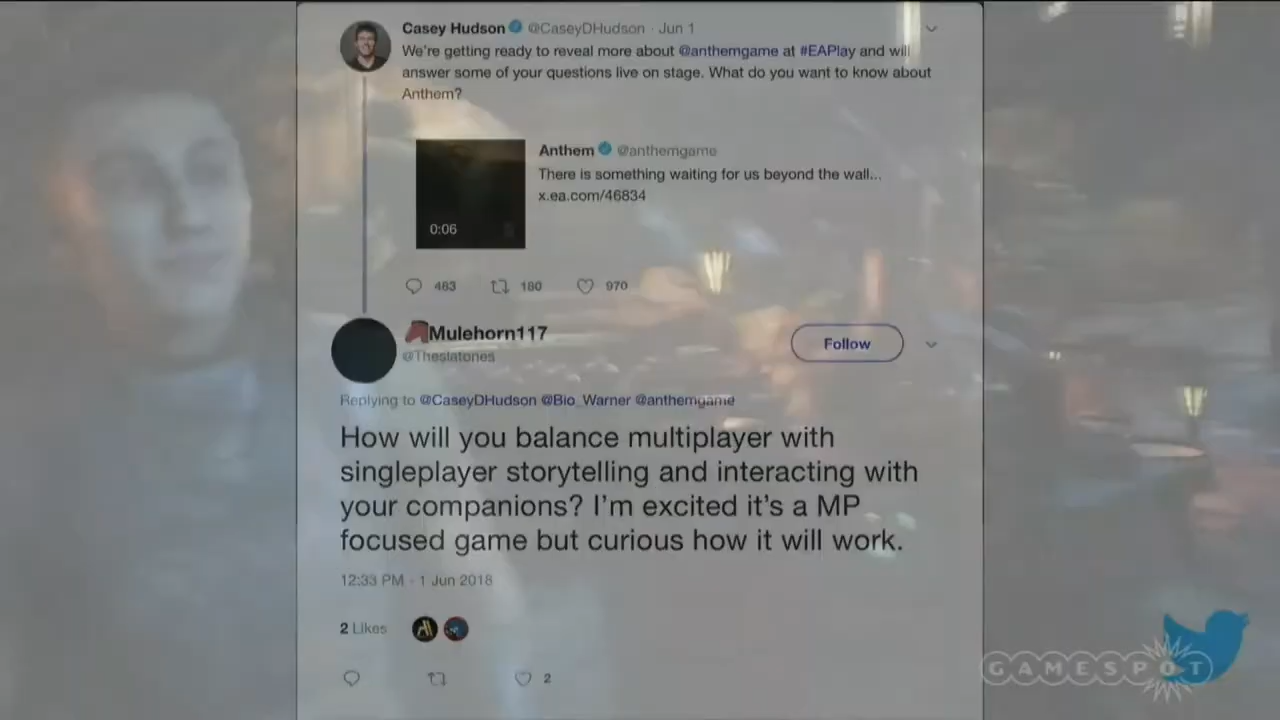 Casey Hudson @CaseyDHudson · Jun 1
We're getting ready to reveal more about @anthemgame at #EAPlay and will
answer some of your questions live on stage. What do you want to know about
Anthem?
Anthem @anthemgame
There is something waiting for us beyond the wall...
x.ea.com/46834
0:06
483 180 970
Mulehorn117
@Theslatones
Follow
Replying to @CaseyDHudson @Bio_Warner @anthemgame
How will you balance multiplayer with
singleplayer storytelling and interacting with
your companions? I'm excited it's a MP
focused game but curious how it will work.
12:33 PM - 1 Jun 2018
2 Likes
2
GAMESPOT